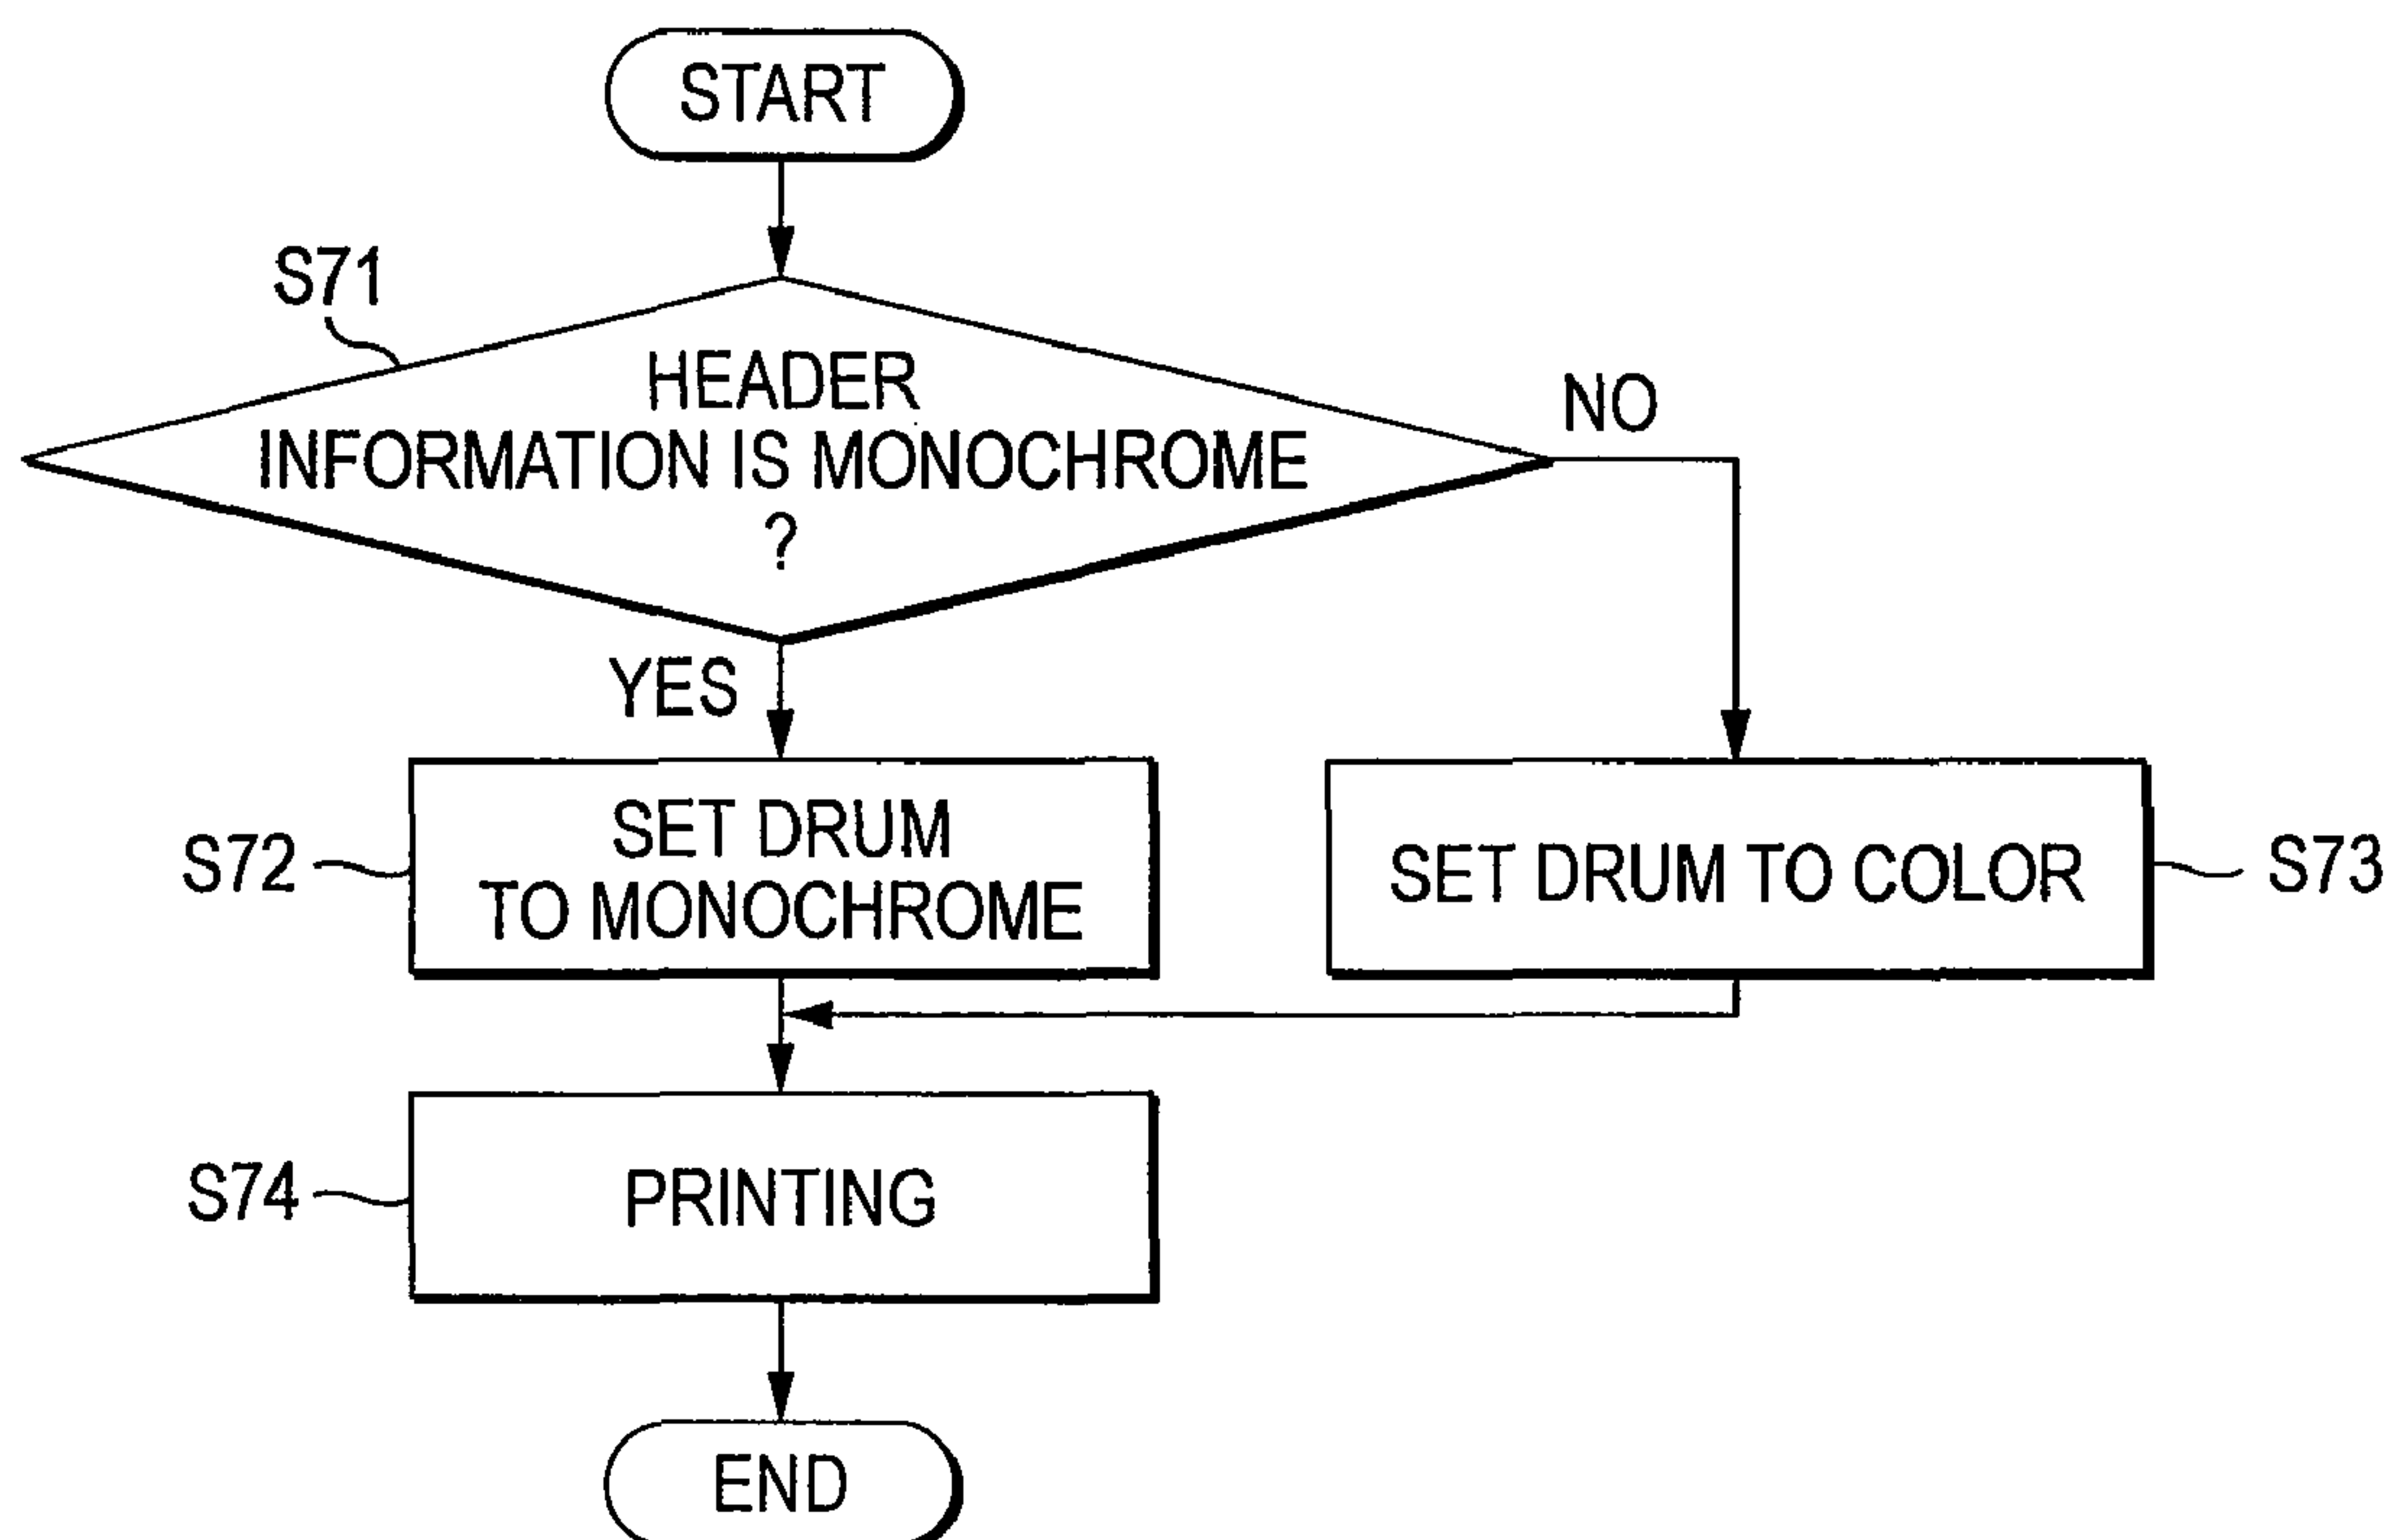 START
S71
HEADER
INFORMATION IS MONOCHROME
?
NO
YES
S72
SET DRUM
TO MONOCHROME
SET DRUM TO COLOR
S73
S74
PRINTING
END